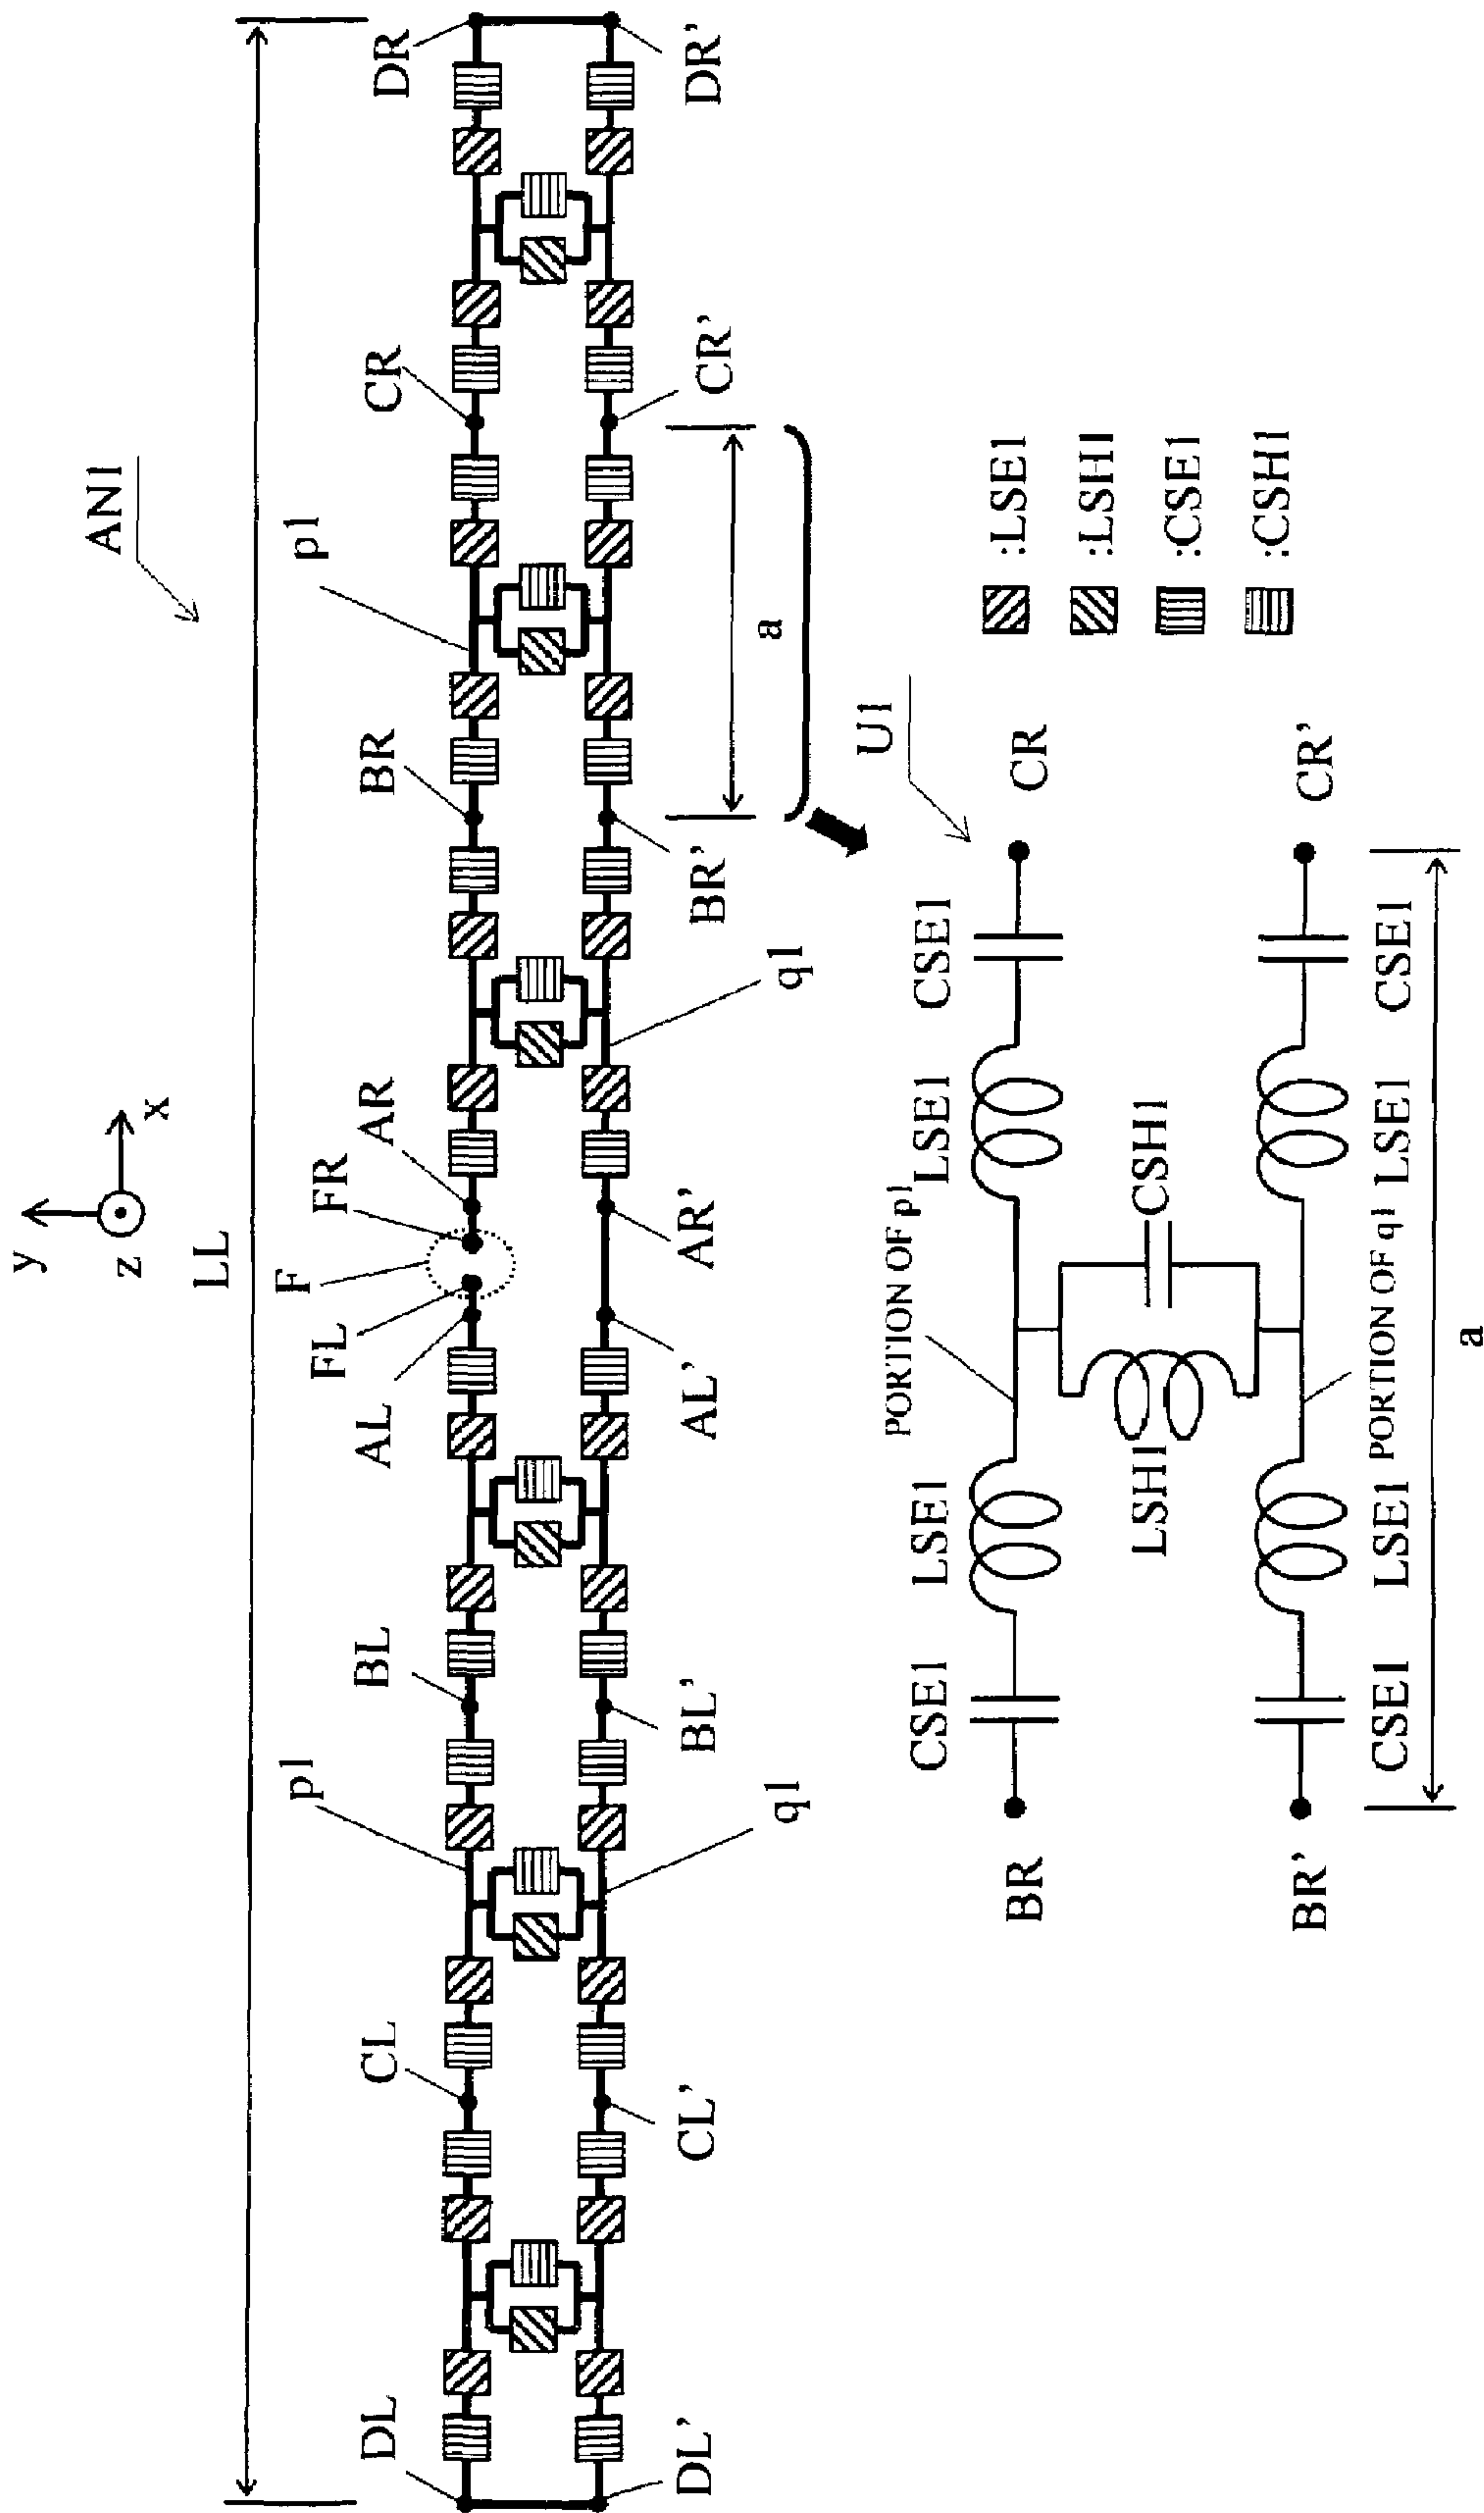 AN1
y
z
x
LL
F
FL
FR
DL
CL
p1
BL
AL
AR
BR
p1
CR
DR
DL'
CL'
q1
BL'
AL'
AR'
q1
BR'
a
CR'
DR'
U1
CSE1
LSE1
PORTION OF p1
LSE1
CSE1
BR
CR
LSH1
CSH1
BR'
CR'
CSE1
LSE1
PORTION OF q1
LSE1
CSE1
a
:LSE1
:LSH1
:CSE1
:CSH1